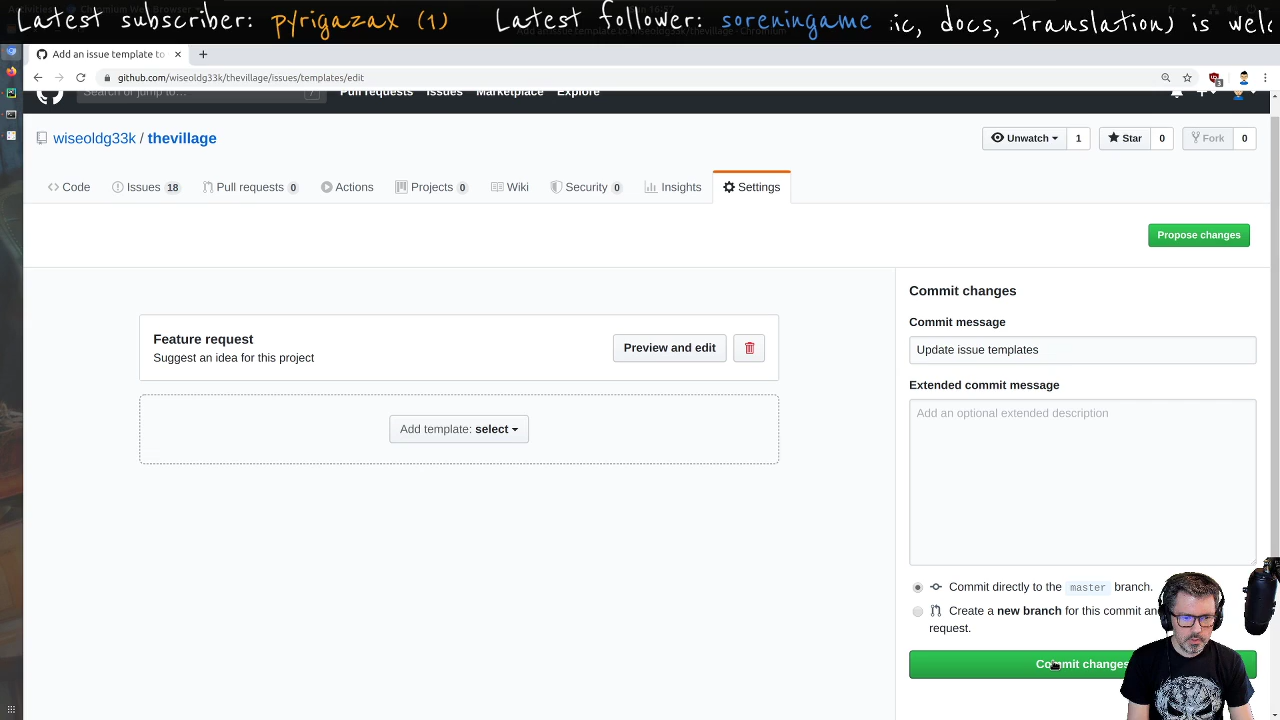 Latest subscriber: pyrigazax (1) Latest follower: soreningame ic, docs, translation) is welc
Add an issue template to
github.com/wiseoldg33k/thevillage/issues/templates/edit
Search or jump to... / Pull requests Issues Marketplace Explore
wiseoldg33k / thevillage
Unwatch 1 Star 0 Fork 0
Code Issues 18 Pull requests 0 Actions Projects 0 Wiki Security 0 Insights Settings
Propose changes
Feature request
Suggest an idea for this project
Preview and edit
Add template: select
Commit changes
Commit message
Update issue templates
Extended commit message
Add an optional extended description
Commit directly to the master branch.
Create a new branch for this commit and
request.
Commit changes